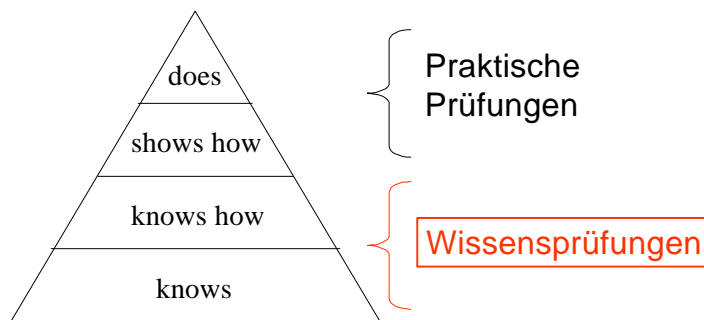 does
shows how
knows how
knows
Praktische
Prüfungen
Wissensprüfungen